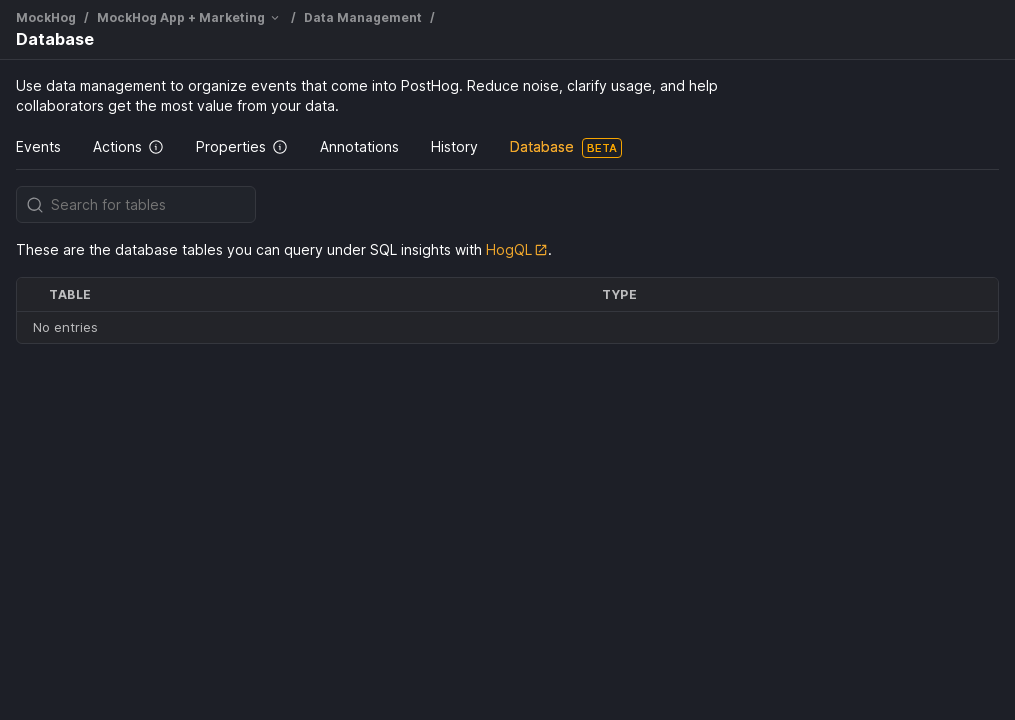 MockHog / MockHog App + Marketing / Data Management /
Database
Use data management to organize events that come into PostHog. Reduce noise, clarify usage, and help
collaborators get the most value from your data.
Events Actions Properties Annotations History Database BETA
Search for tables
These are the database tables you can query under SQL insights with HogQL.
TABLE TYPE
No entries